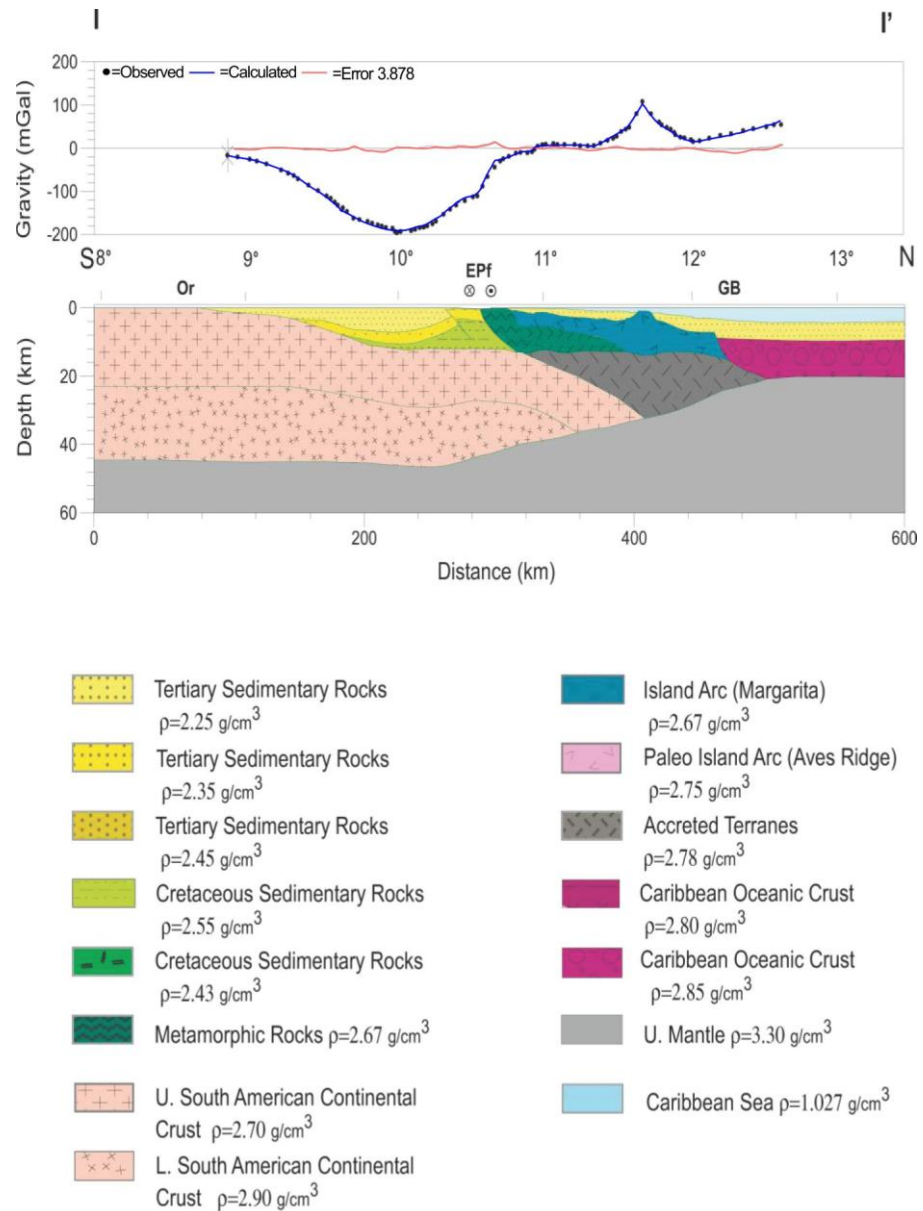 I I'
200
100
0
-100
-200
Gravity (mGal)
●=Observed —=Calculated —=Error 3.878
S 8° 9° 10° 11° 12° 13° N
Or EPf GB
0
20
40
60
Depth (km)
0 200 400 600
Distance (km)
Tertiary Sedimentary Rocks
ρ=2.25 g/cm³
Tertiary Sedimentary Rocks
ρ=2.35 g/cm³
Tertiary Sedimentary Rocks
ρ=2.45 g/cm³
Cretaceous Sedimentary Rocks
ρ=2.55 g/cm³
Cretaceous Sedimentary Rocks
ρ=2.43 g/cm³
Metamorphic Rocks ρ=2.67 g/cm³
U. South American Continental
Crust ρ=2.70 g/cm³
L. South American Continental
Crust ρ=2.90 g/cm³
Island Arc (Margarita)
ρ=2.67 g/cm³
Paleo Island Arc (Aves Ridge)
ρ=2.75 g/cm³
Accreted Terranes
ρ=2.78 g/cm³
Caribbean Oceanic Crust
ρ=2.80 g/cm³
Caribbean Oceanic Crust
ρ=2.85 g/cm³
U. Mantle ρ=3.30 g/cm³
Caribbean Sea ρ=1.027 g/cm³